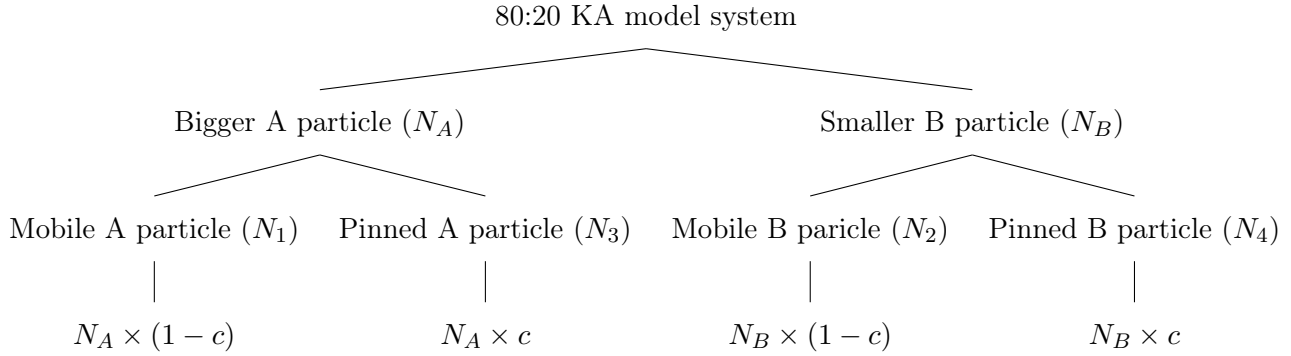 80:20 KA model system
Bigger A particle (N_A)
Smaller B particle (N_B)
Mobile A particle (N_1)
Pinned A particle (N_3)
Mobile B paricle (N_2)
Pinned B particle (N_4)
N_A × (1 − c)
N_A × c
N_B × (1 − c)
N_B × c